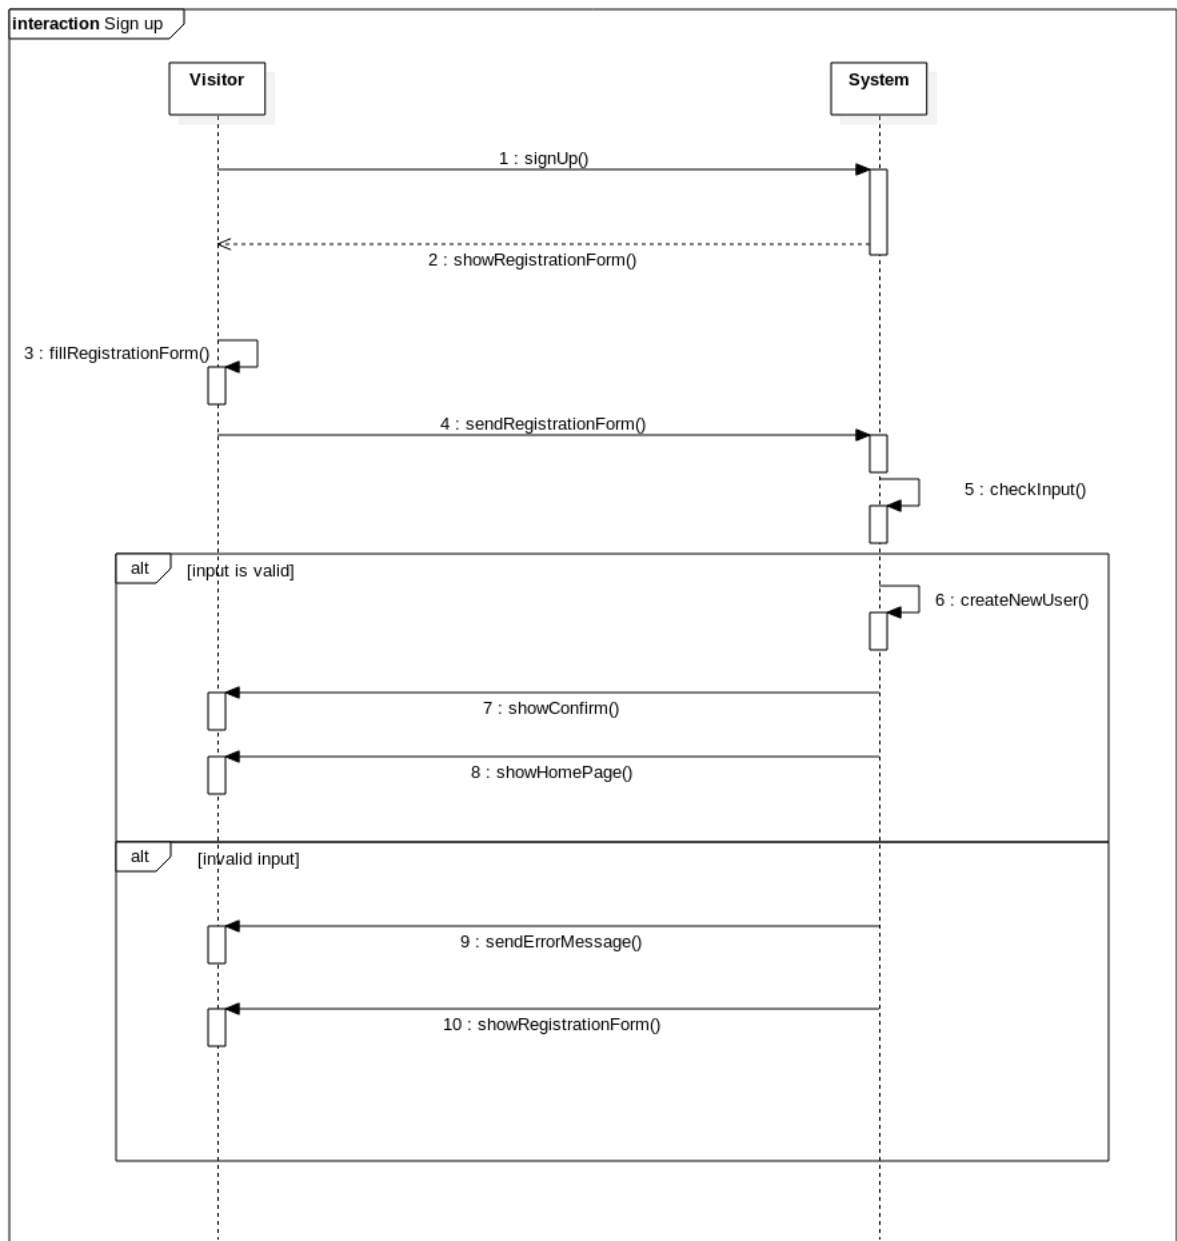 interaction Sign up
Visitor
System
1 : signUp()
2 : showRegistrationForm()
3 : fillRegistrationForm()
4 : sendRegistrationForm()
5 : checkInput()
alt
[input is valid]
6 : createNewUser()
7 : showConfirm()
8 : showHomePage()
alt
[invalid input]
9 : sendErrorMessage()
10 : showRegistrationForm()